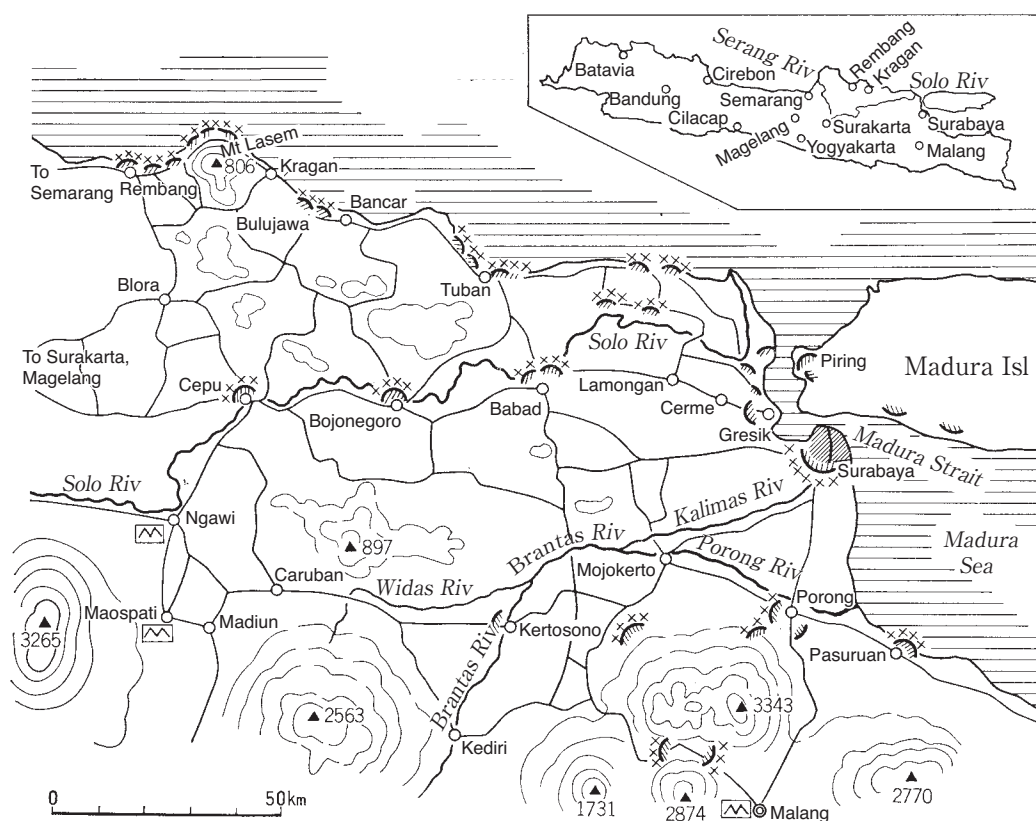 Serang Riv
Rembang
Kragan
Batavia
Cirebon
Solo Riv
Bandung
Semarang
Cilacap
Surakarta
Surabaya
Magelang
Yogyakarta
Malang
Mt Lasem
To
Semarang
Rembang
806
Kragan
Bulujawa
Bancar
Blora
Tuban
To Surakarta,
Magelang
Solo Riv
Piring
Madura Isl
Cepu
Lamongan
Bojonegoro
Babad
Cerme
Gresik
Madura Strait
Surabaya
Solo Riv
Kalimas Riv
Ngawi
Brantas Riv
897
Madura
Sea
Caruban
Widas Riv
Mojokerto
Porong Riv
Maospati
Madiun
Kertosono
Porong
3265
Pasuruan
Brantas Riv
2563
3343
Kediri
0 50km
1731
2874
Malang
2770